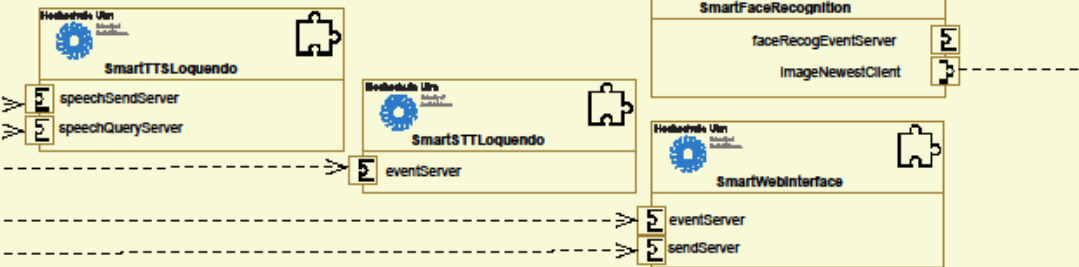 Hochschule Ulm
SmartTTSLoquendo
speechSendServer
speechQueryServer
Hochschule Ulm
SmartSTTLoquendo
eventServer
SmartFaceRecognition
faceRecogEventServer
ImageNewestClient
Hochschule Ulm
SmartWebInterface
eventServer
sendServer